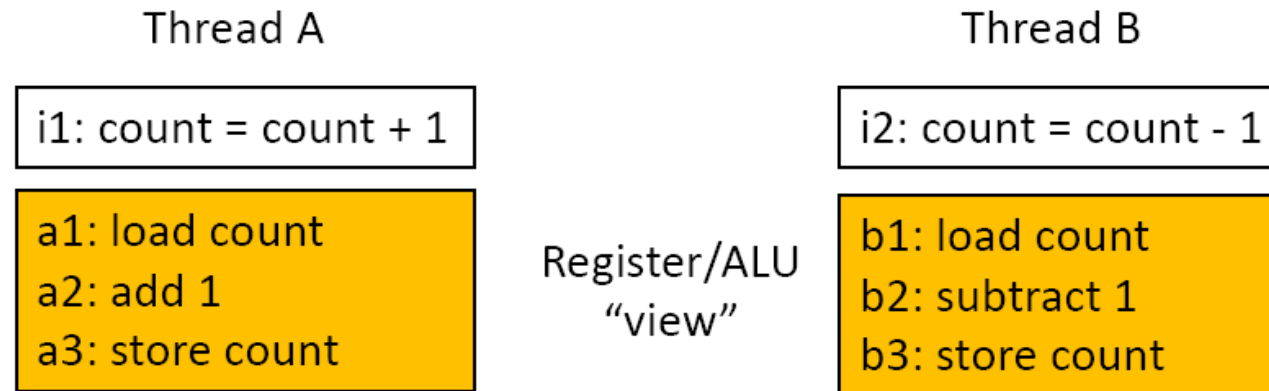 Thread A
i1: count = count + 1
a1: load count
a2: add 1
a3: store count
Register/ALU
“view”
Thread B
i2: count = count - 1
b1: load count
b2: subtract 1
b3: store count